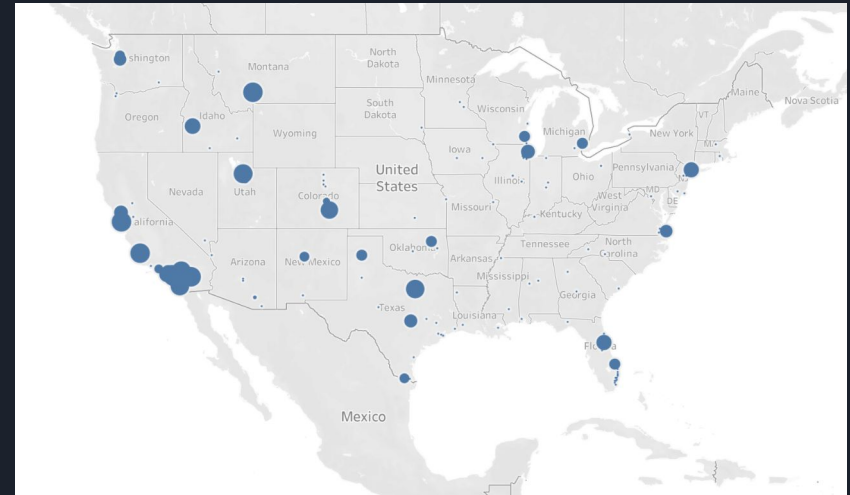 shington
Montana
North
Dakota
Minnesota
Maine
Nova Scotia
Oregon
Idaho
South
Dakota
Wisconsin
Michigan
VT
New York
Wyoming
Iowa
Pennsylvania
Nevada
Utah
Colorado
United
States
Illinois
Ohio
MD
DE
West
Virginia
alifornia
Missouri
Kentucky
Arizona
New Mexico
Oklahoma
Arkansas
Tennessee
North
Carolina
Mississippi
Georgia
Texas
Louisiana
Mexico